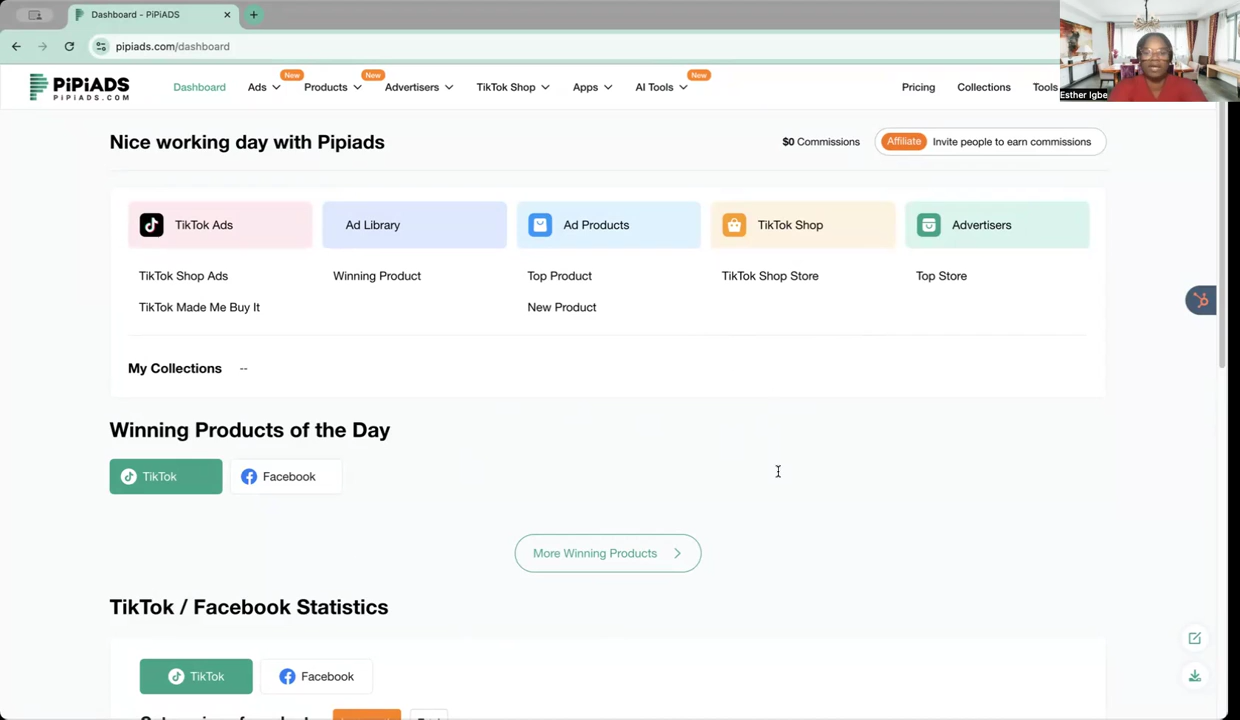 Dashboard - PiPiADS
pipiads.com/dashboard
Esther Igbe
PiPiADS
PIPIADS.COM
Dashboard
Ads
New
Products
New
Advertisers
TikTok Shop
Apps
AI Tools
New
Pricing
Collections
Tools
Nice working day with Pipiads
$0 Commissions
Affiliate
Invite people to earn commissions
TikTok Ads
Ad Library
Ad Products
TikTok Shop
Advertisers
TikTok Shop Ads
Winning Product
Top Product
TikTok Shop Store
Top Store
TikTok Made Me Buy It
New Product
My Collections --
Winning Products of the Day
TikTok
Facebook
More Winning Products
TikTok / Facebook Statistics
TikTok
Facebook